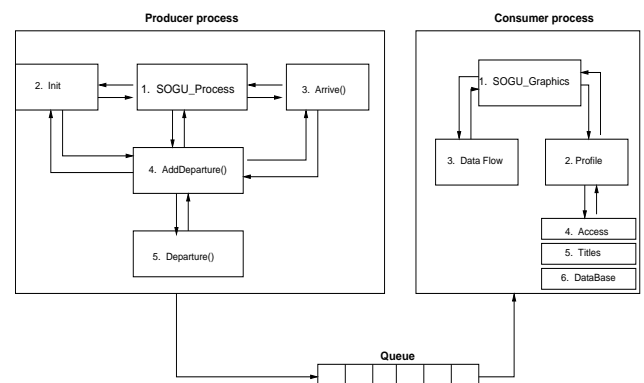 Producer process
Consumer process
2. Init
1. SOGU_Process
3. Arrive()
4. AddDeparture()
5. Departure()
1. SOGU_Graphics
3. Data Flow
2. Profile
4. Access
5. Titles
6. DataBase
Queue